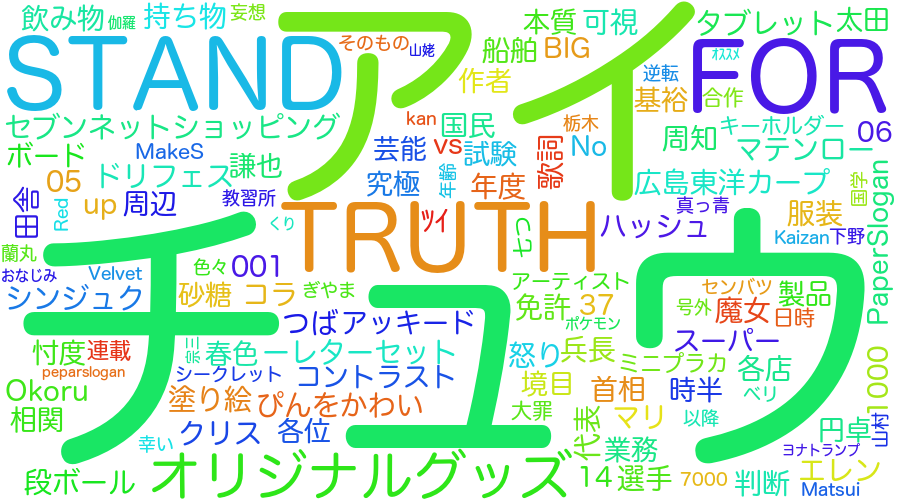 飲み物
伽羅
持ち物
妄想
アイ
そのもの
山姥
本質
可視
船舶
BIG
タブレット
太田
STAND
FOR
作者
逆転
ｵｽｽﾒ
基裕
合作
セブンネットショッピング
kan
国民
栃木
周知
キーホルダー
06
ボード
MakeS
芸能
vs
試験
No
歌詞
マテンロー
05
ドリフェス
謙也
究極
年齢
年度
広島東洋カープ
国学
PaperSlogan
田舎
Red
up
周辺
教習所
TRUTH
ﾂｲ
七つ
ハッシュ
真っ青
服装
Kaizan
下野
くり
蘭丸
おなじみ
Velvet
色々
001
チュウ
シンジュク
砂糖
コラ
ぎやま
アーティスト
免許
37
センバツ
号外
魔女
製品
日時
つば
アッキード
ポケモン
スーパー
忖度
連載
宗三
春色
ーレターセット
怒り
兵長
ミニプラカ
各店
1000
peparslogan
シークレット
コントラスト
境目
首相
時半
ベリ
Okoru
塗り絵
ぴんをかわい
大罪
代表
マリ
以降
山村
相関
幸い
クリス
各位
業務
円卓
ヨナトランプ
段ボール
オリジナルグッズ
14
選手
7000
判断
エレン
Matsui